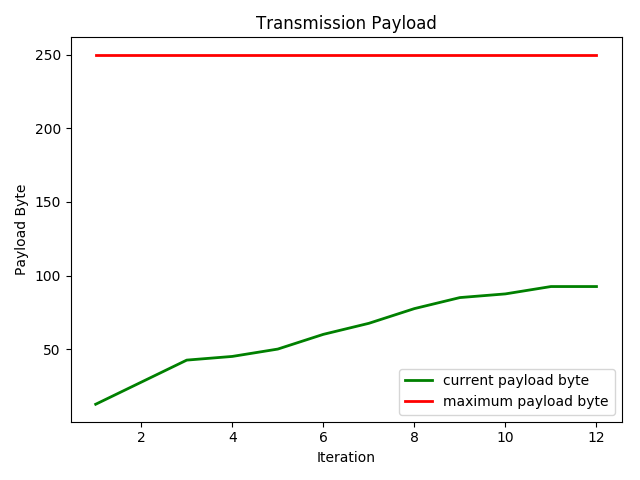 Transmission Payload
Payload Byte
250
200
150
100
50
2
4
6
8
10
12
Iteration
current payload byte
maximum payload byte